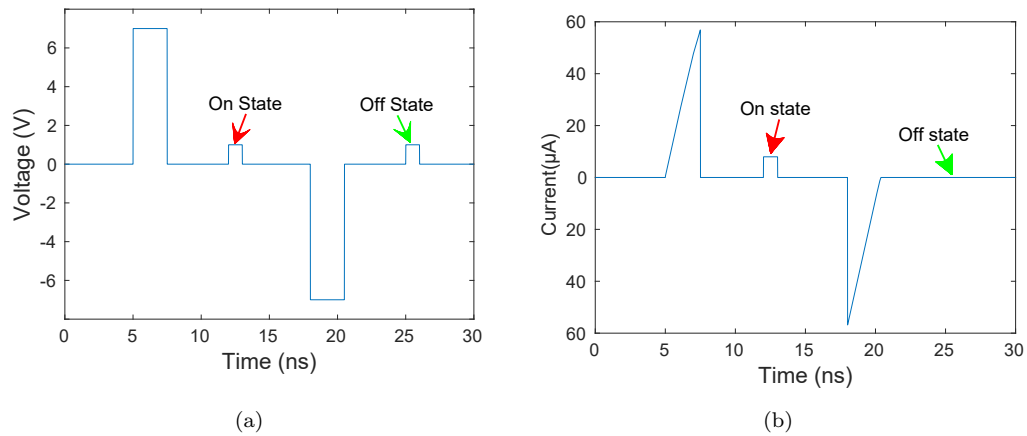 6
4
2
0
-2
-4
-6
0 5 10 15 20 25 30
Voltage (V)
Time (ns)
On State
Off State
(a)
60
40
20
0
20
40
60
0 5 10 15 20 25 30
Current(μA)
Time (ns)
On state
Off state
(b)